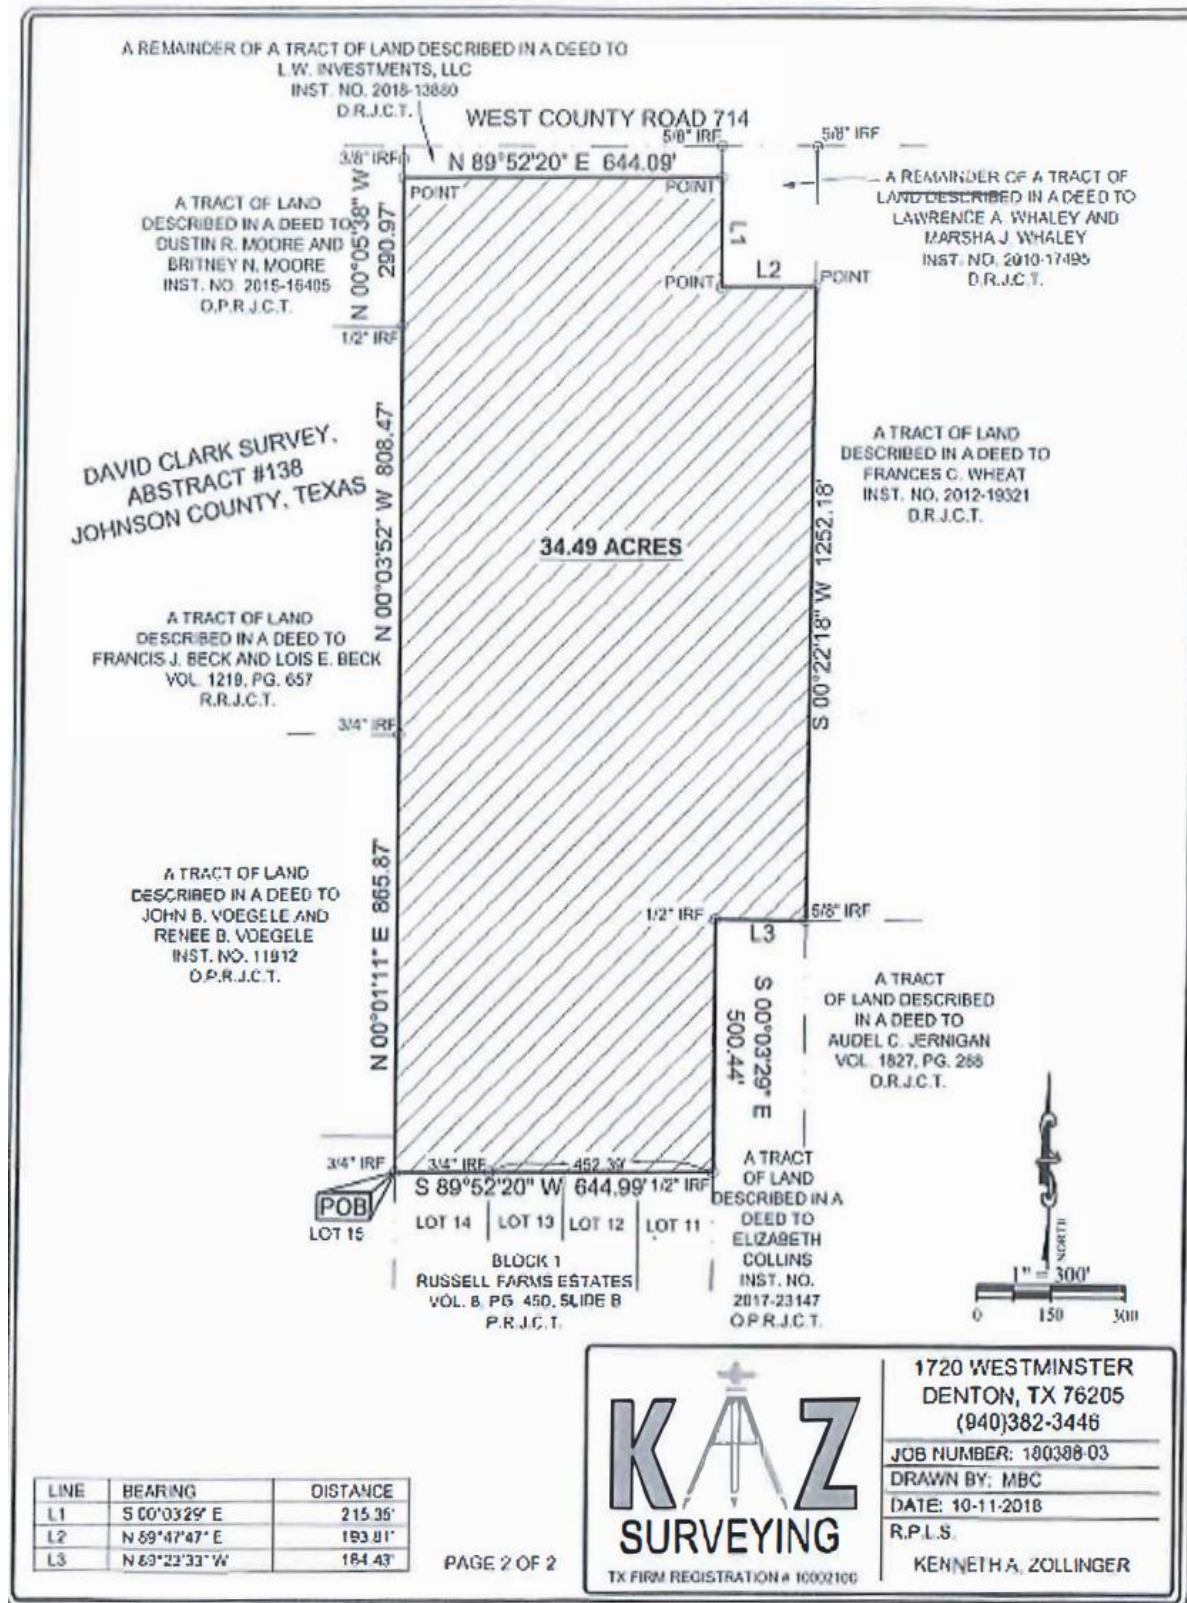 A REMAINDER OF A TRACT OF LAND DESCRIBED IN A DEED TO
L.W. INVESTMENTS, LLC
INST. NO. 2018-13880
D.R.J.C.T.
WEST COUNTY ROAD 714
3/8" IRF
5/8" IRF
5/8" IRF
N 89°52'20" E 644.09'
POINT
POINT
A REMAINDER OF A TRACT OF
LAND DESCRIBED IN A DEED TO
LAWRENCE A. WHALEY AND
MARSHA J. WHALEY
INST. NO. 2010-17495
D.R.J.C.T.
A TRACT OF LAND
DESCRIBED IN A DEED TO
DUSTIN R. MOORE AND
BRITNEY N. MOORE
INST. NO. 2015-16405
O.P.R.J.C.T.
N 00°05'38" W
290.97'
L1
L2
POINT
POINT
1/2" IRF
DAVID CLARK SURVEY,
ABSTRACT #138
JOHNSON COUNTY, TEXAS
N 00°03'52" W 808.47'
34.49 ACRES
S 00°22'18" W 1252.18'
A TRACT OF LAND
DESCRIBED IN A DEED TO
FRANCES C. WHEAT
INST. NO. 2012-19321
D.R.J.C.T.
A TRACT OF LAND
DESCRIBED IN A DEED TO
FRANCIS J. BECK AND LOIS E. BECK
VOL. 1219, PG. 657
R.R.J.C.T.
3/4" IRF
A TRACT OF LAND
DESCRIBED IN A DEED TO
JOHN B. VOEGELE AND
RENEE B. VOEGELE
INST. NO. 11912
O.P.R.J.C.T.
N 00°01'11" E 865.87'
1/2" IRF
5/8" IRF
L3
S 00°03'29" E
500.44'
A TRACT
OF LAND DESCRIBED
IN A DEED TO
AUDEL C. JERNIGAN
VOL. 1827, PG. 288
D.R.J.C.T.
3/4" IRF
3/4" IRF
452.39'
S 89°52'20" W 644.99'
1/2" IRF
POB
LOT 15
LOT 14
LOT 13
LOT 12
LOT 11
BLOCK 1
RUSSELL FARMS ESTATES
VOL. 8, PG. 450, SLIDE B
P.R.J.C.T.
A TRACT
OF LAND
DESCRIBED IN A
DEED TO
ELIZABETH
COLLINS
INST. NO.
2017-23147
O.P.R.J.C.T.
NORTH
1" = 300'
0 150 300
LINE BEARING DISTANCE
L1 S 00°03'29" E 215.35'
L2 N 89°47'47" E 193.81'
L3 N 89°23'33" W 184.43'
PAGE 2 OF 2
KAZ
SURVEYING
TX FIRM REGISTRATION # 10002100
1720 WESTMINSTER
DENTON, TX 76205
(940)382-3446
JOB NUMBER: 180388-03
DRAWN BY: MBC
DATE: 10-11-2018
R.P.L.S.
KENNETH A. ZOLLINGER